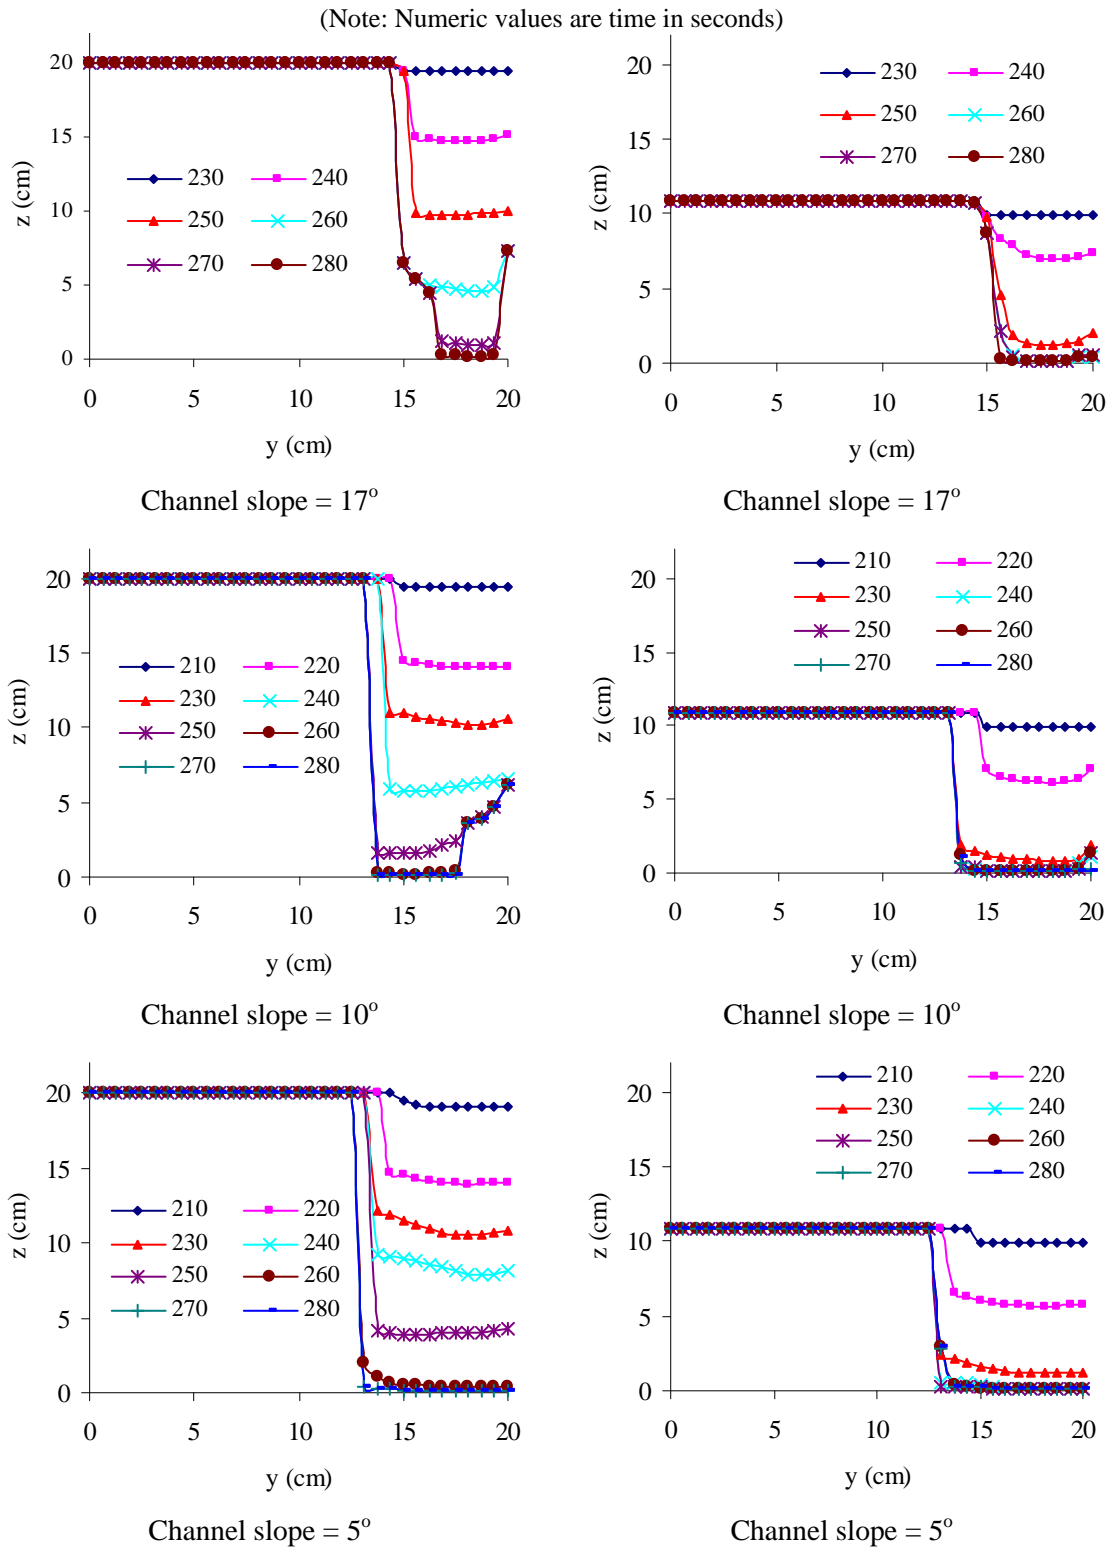 (Note: Numeric values are time in seconds)
20
15
10
5
0
z (cm)
230 240
250 260
270 280
0 5 10 15 20
y (cm)
Channel slope = 17°
20
15
10
5
0
z (cm)
230 240
250 260
270 280
0 5 10 15 20
y (cm)
Channel slope = 17°
20
15
10
5
0
z (cm)
210 220
230 240
250 260
270 280
0 5 10 15 20
y (cm)
Channel slope = 10°
20
15
10
5
0
z (cm)
210 220
230 240
250 260
270 280
0 5 10 15 20
y (cm)
Channel slope = 10°
20
15
10
5
0
z (cm)
210 220
230 240
250 260
270 280
0 5 10 15 20
y (cm)
Channel slope = 5°
20
15
10
5
0
z (cm)
210 220
230 240
250 260
270 280
0 5 10 15 20
y (cm)
Channel slope = 5°